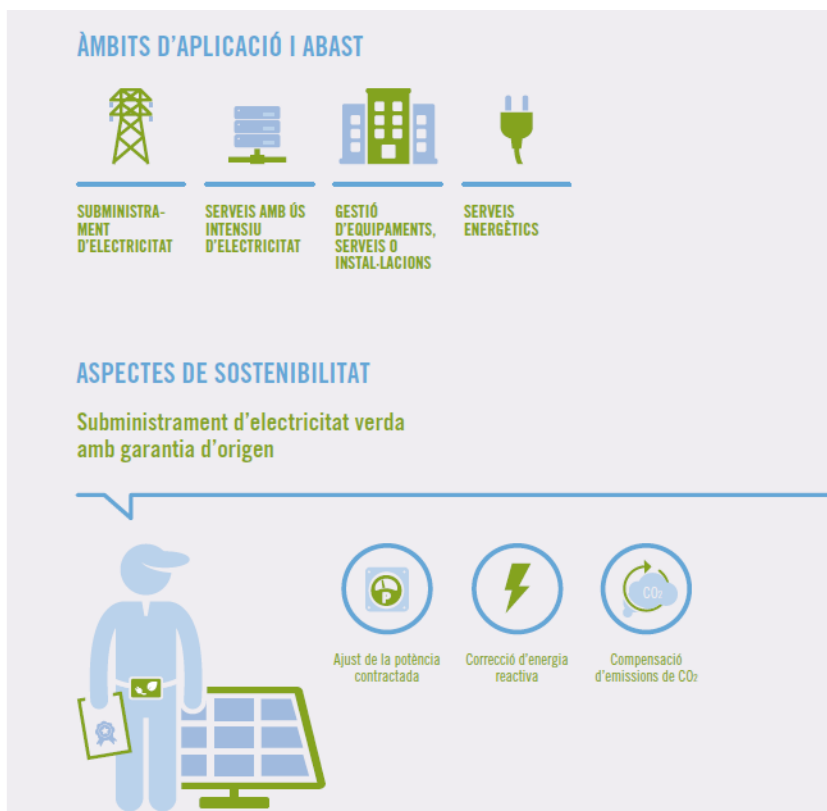 ÀMBITS D'APLICACIÓ I ABAST
SUBMINISTRA-
MENT
D'ELECTRICITAT
SERVEIS AMB ÚS
INTENSIU
D'ELECTRICITAT
GESTIÓ
D'EQUIPAMENTS,
SERVEIS O
INSTAL·LACIONS
SERVEIS
ENERGÈTICS
ASPECTES DE SOSTENIBILITAT
Subministrament d'electricitat verda
amb garantia d'origen
P
CO₂
Ajust de la potència
contractada
Correcció d'energia
reactiva
Compensació
d'emissions de CO₂